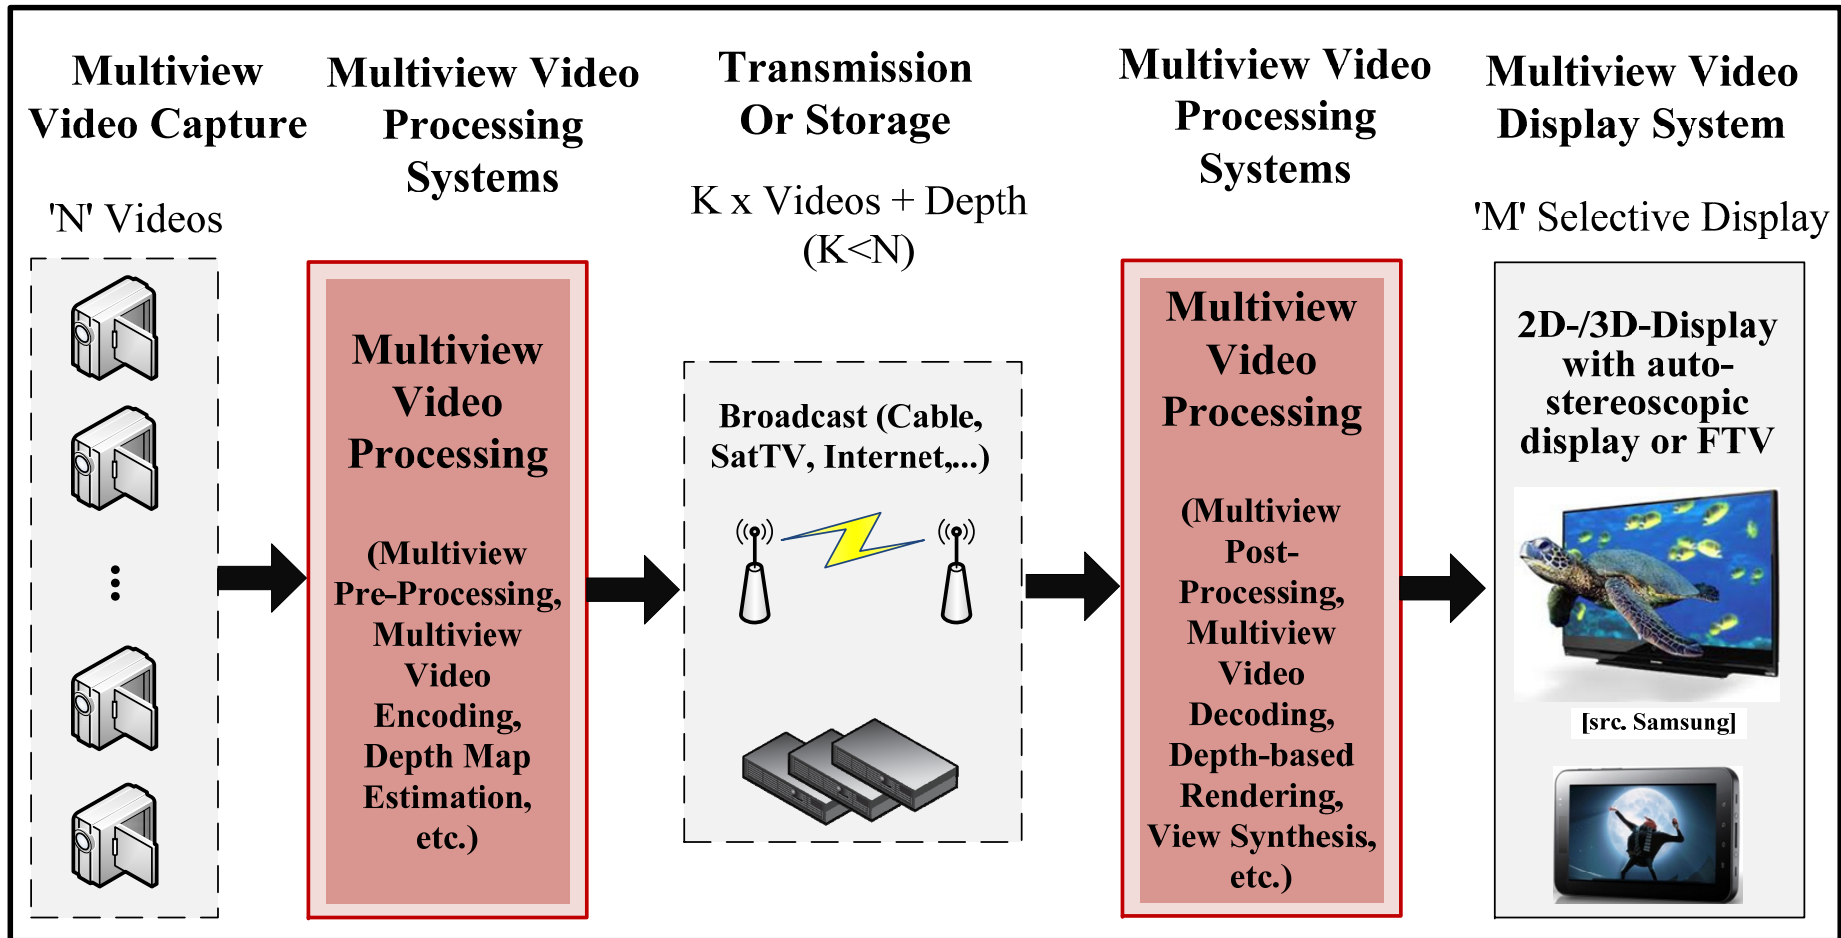 Multiview
Video Capture
'N' Videos
Multiview Video
Processing
Systems
Multiview
Video
Processing
(Multiview
Pre-Processing,
Multiview
Video
Encoding,
Depth Map
Estimation,
etc.)
Transmission
Or Storage
K x Videos + Depth
(K<N)
Broadcast (Cable,
SatTV, Internet,...)
Multiview Video
Processing
Systems
Multiview
Video
Processing
(Multiview
Post-
Processing,
Multiview
Video
Decoding,
Depth-based
Rendering,
View Synthesis,
etc.)
Multiview Video
Display System
'M' Selective Display
2D-/3D-Display
with auto-
stereoscopic
display or FTV
[src. Samsung]